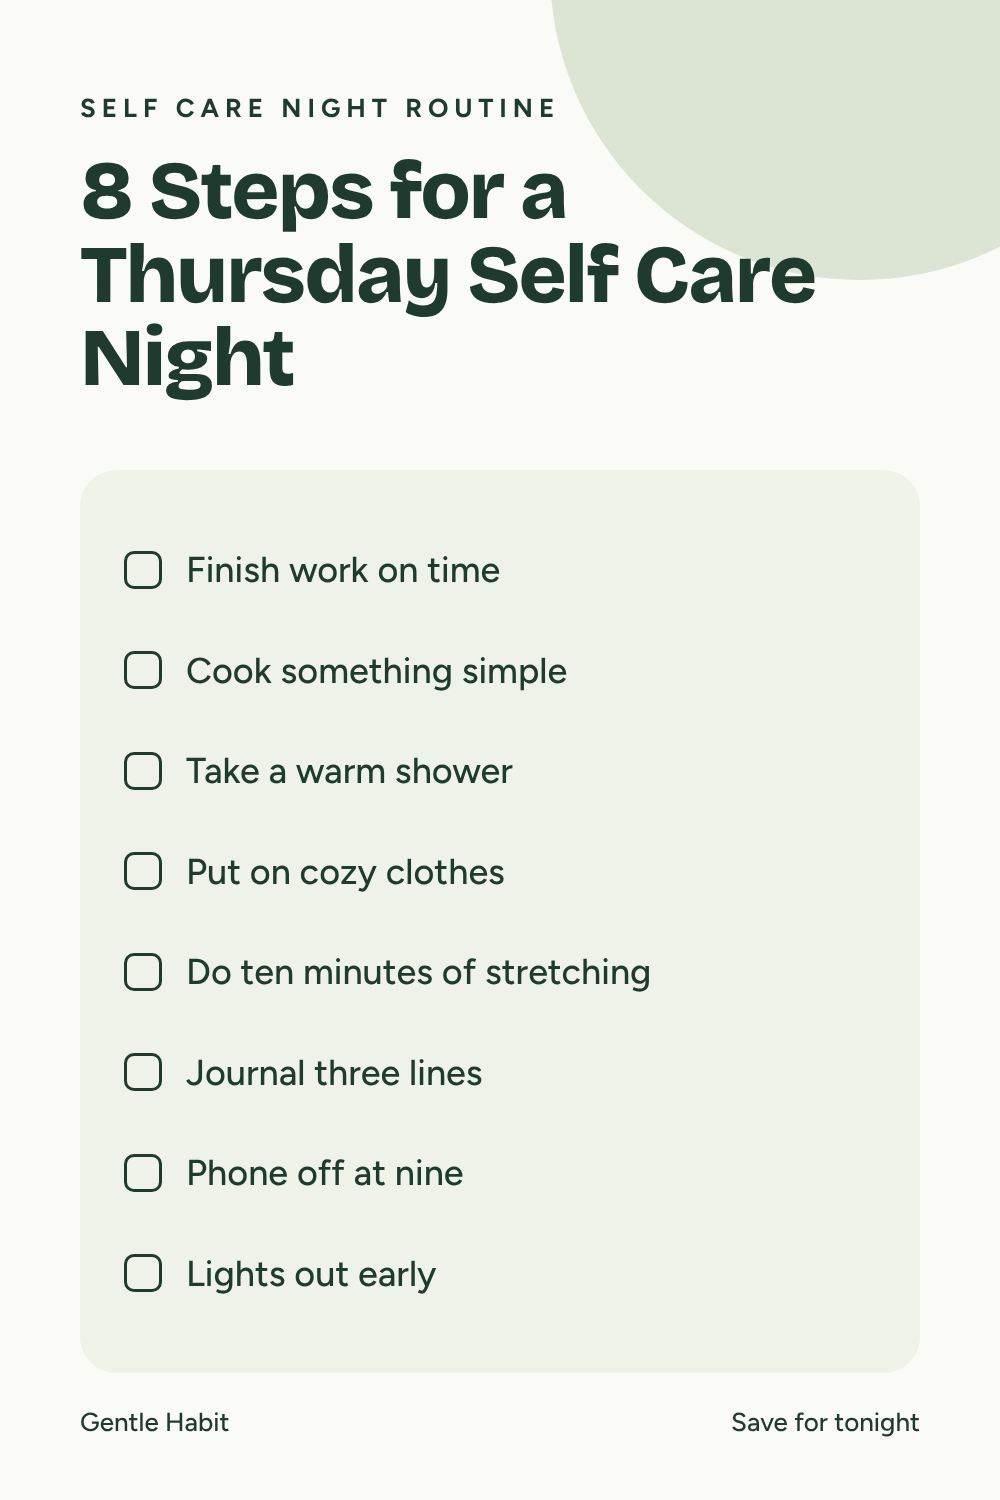 SELF CARE NIGHT ROUTINE
8 Steps for a
Thursday Self Care
Night
Finish work on time
Cook something simple
Take a warm shower
Put on cozy clothes
Do ten minutes of stretching
Journal three lines
Phone off at nine
Lights out early
Gentle Habit
Save for tonight